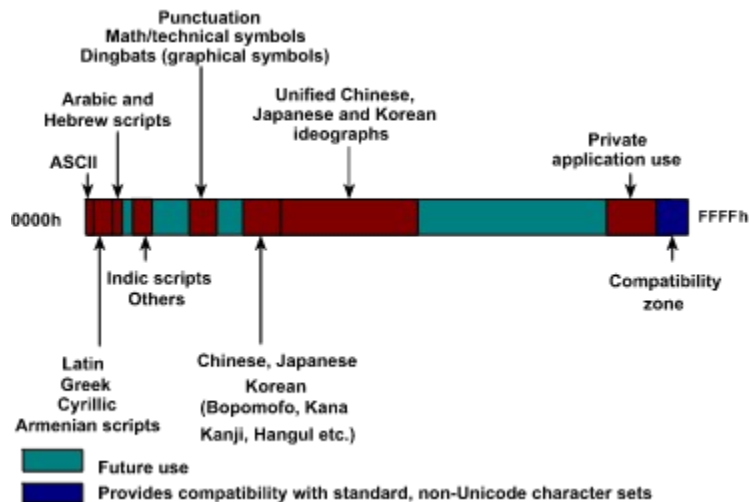 Punctuation
Math/technical symbols
Dingbats (graphical symbols)
Arabic and
Hebrew scripts
Unified Chinese,
Japanese and Korean
ideographs
Private
application use
ASCII
0000h
FFFFh
Indic scripts
Others
Compatibility
zone
Latin
Greek
Cyrillic
Armenian scripts
Chinese, Japanese
Korean
(Bopomofo, Kana
Kanji, Hangul etc.)
Future use
Provides compatibility with standard, non-Unicode character sets